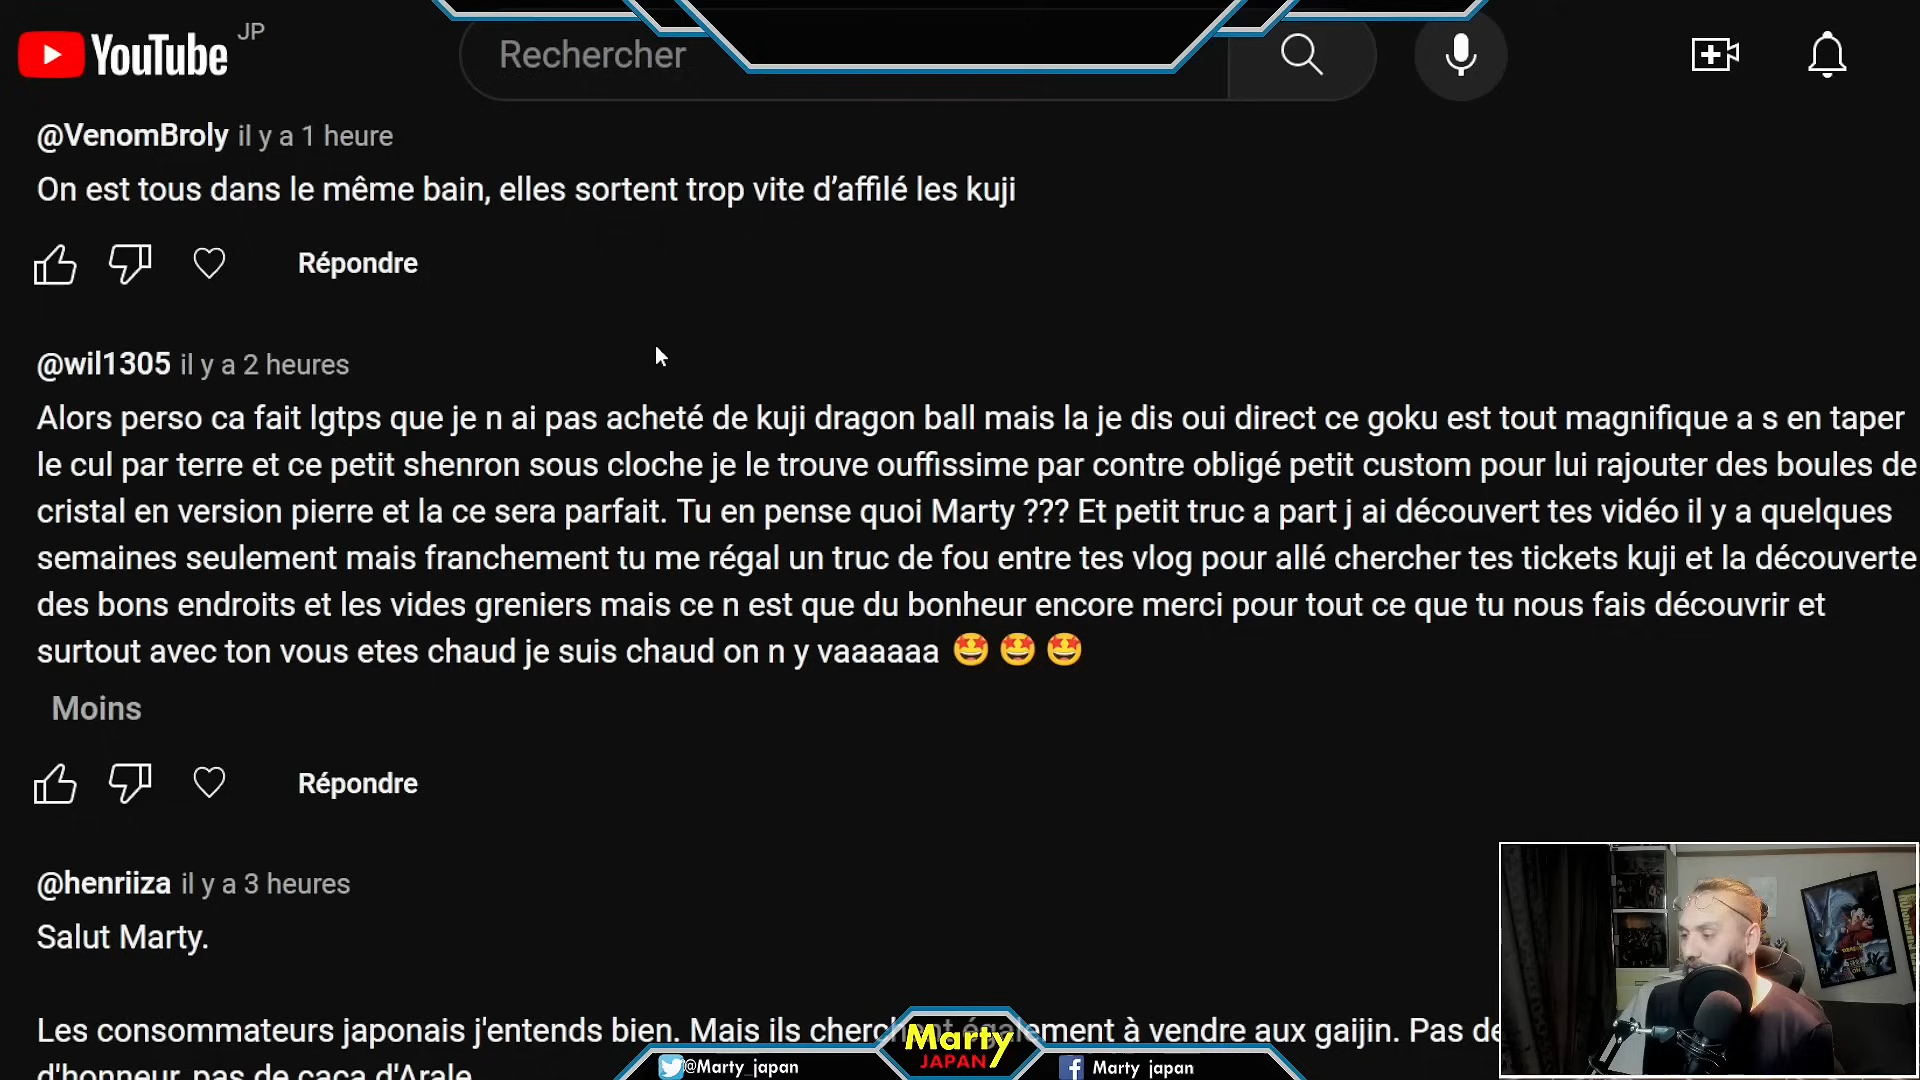 YouTube JP
Rechercher
@VenomBroly il y a 1 heure
On est tous dans le même bain, elles sortent trop vite d’affilé les kuji
Répondre
@wil1305 il y a 2 heures
Alors perso ca fait lgtps que je n ai pas acheté de kuji dragon ball mais la je dis oui direct ce goku est tout magnifique a s en taper
le cul par terre et ce petit shenron sous cloche je le trouve ouffissime par contre obligé petit custom pour lui rajouter des boules de
cristal en version pierre et la ce sera parfait. Tu en pense quoi Marty ??? Et petit truc a part j ai découvert tes vidéo il y a quelques
semaines seulement mais franchement tu me régal un truc de fou entre tes vlog pour allé chercher tes tickets kuji et la découverte
des bons endroits et les vides greniers mais ce n est que du bonheur encore merci pour tout ce que tu nous fais découvrir et
surtout avec ton vous etes chaud je suis chaud on n y vaaaaaa 🤩 🤩 🤩
Moins
Répondre
@henriiza il y a 3 heures
Salut Marty.
Les consommateurs japonais j'entends bien. Mais ils cherchent également à vendre aux gaijin. Pas de
d'honneur, pas de caca d'Arale
Marty
JAPAN
@Marty_japan
Marty japan